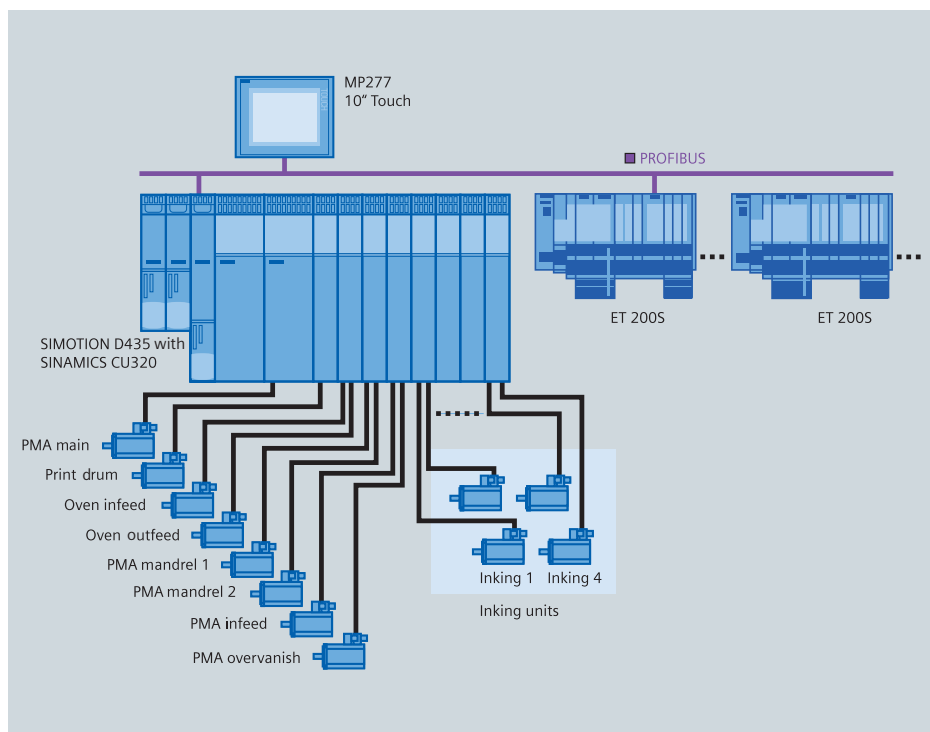 MP277
10“ Touch
PROFIBUS
ET 200S
ET 200S
SIMOTION D435 with
SINAMICS CU320
PMA main
Print drum
Oven infeed
Oven outfeed
PMA mandrel 1
PMA mandrel 2
PMA infeed
PMA overvanish
Inking 1
Inking 4
Inking units